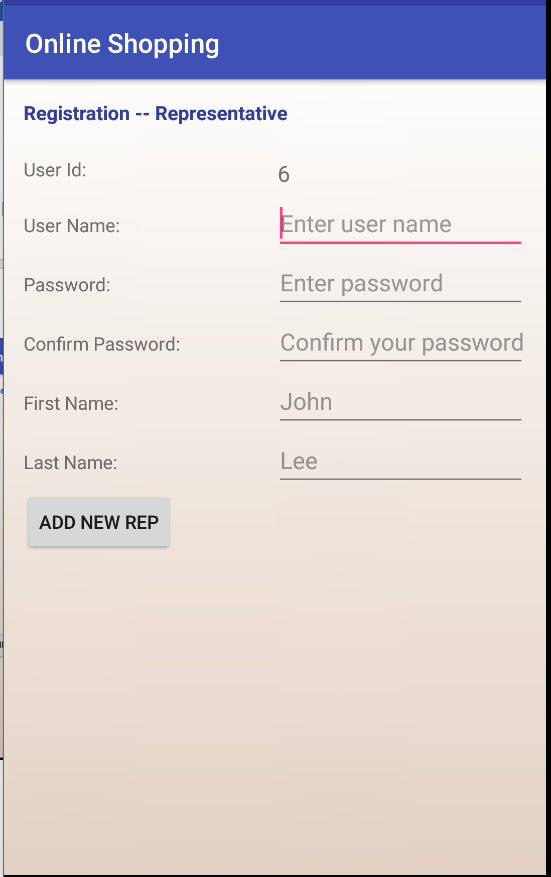 Online Shopping
Registration -- Representative
User Id: 6
User Name: Enter user name
Password: Enter password
Confirm Password: Confirm your password
First Name: John
Last Name: Lee
ADD NEW REP